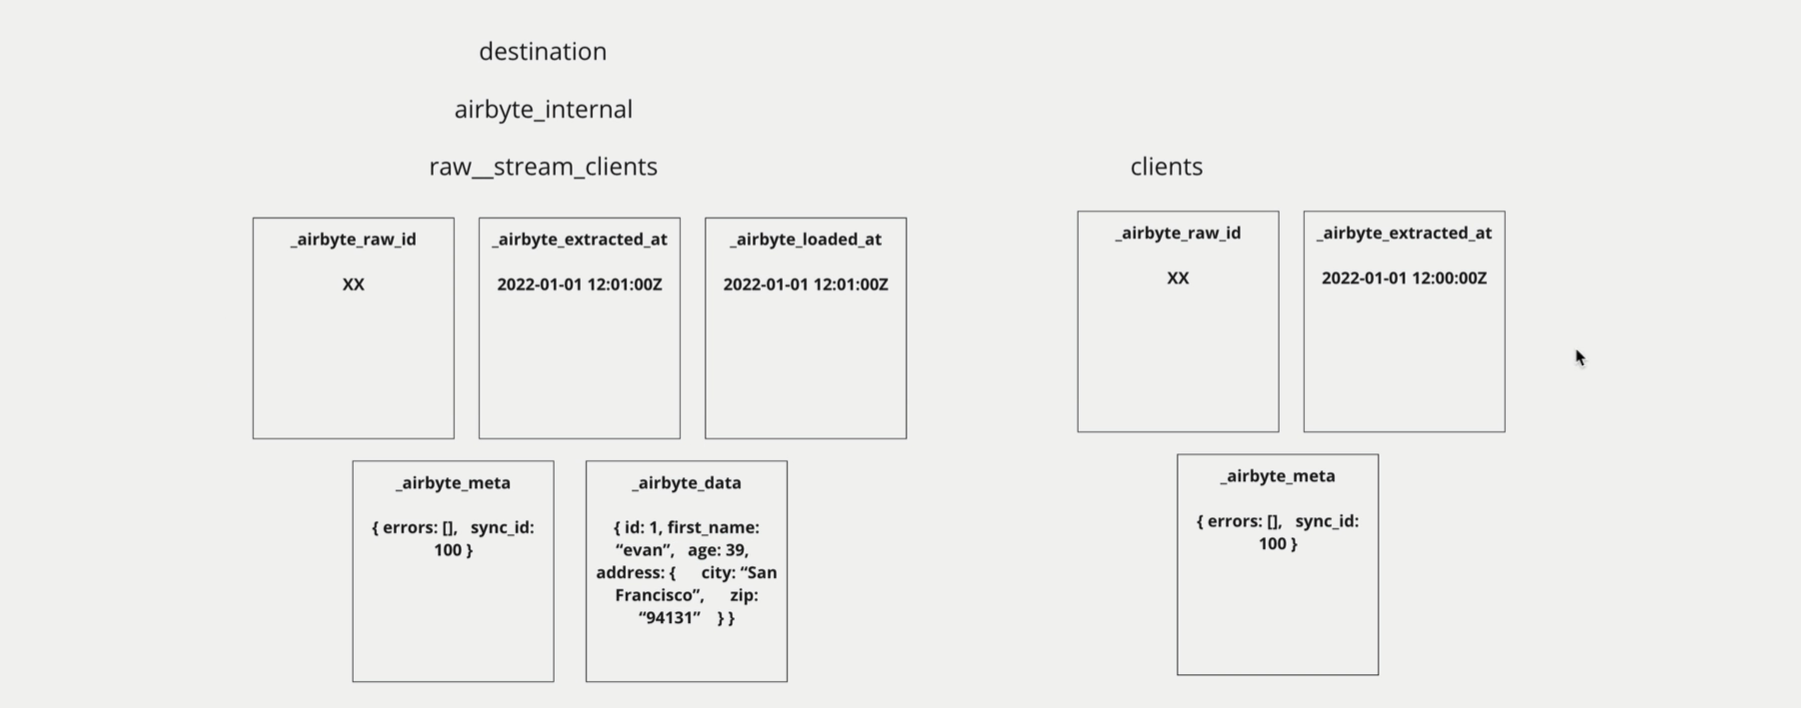 destination
airbyte_internal
raw__stream_clients
clients
_airbyte_raw_id
XX
_airbyte_extracted_at
2022-01-01 12:01:00Z
_airbyte_loaded_at
2022-01-01 12:01:00Z
_airbyte_raw_id
XX
_airbyte_extracted_at
2022-01-01 12:00:00Z
_airbyte_meta
{ errors: [], sync_id:
100 }
_airbyte_data
{ id: 1, first_name:
“evan”, age: 39,
address: { city: “San
Francisco”, zip:
“94131” } }
_airbyte_meta
{ errors: [], sync_id:
100 }